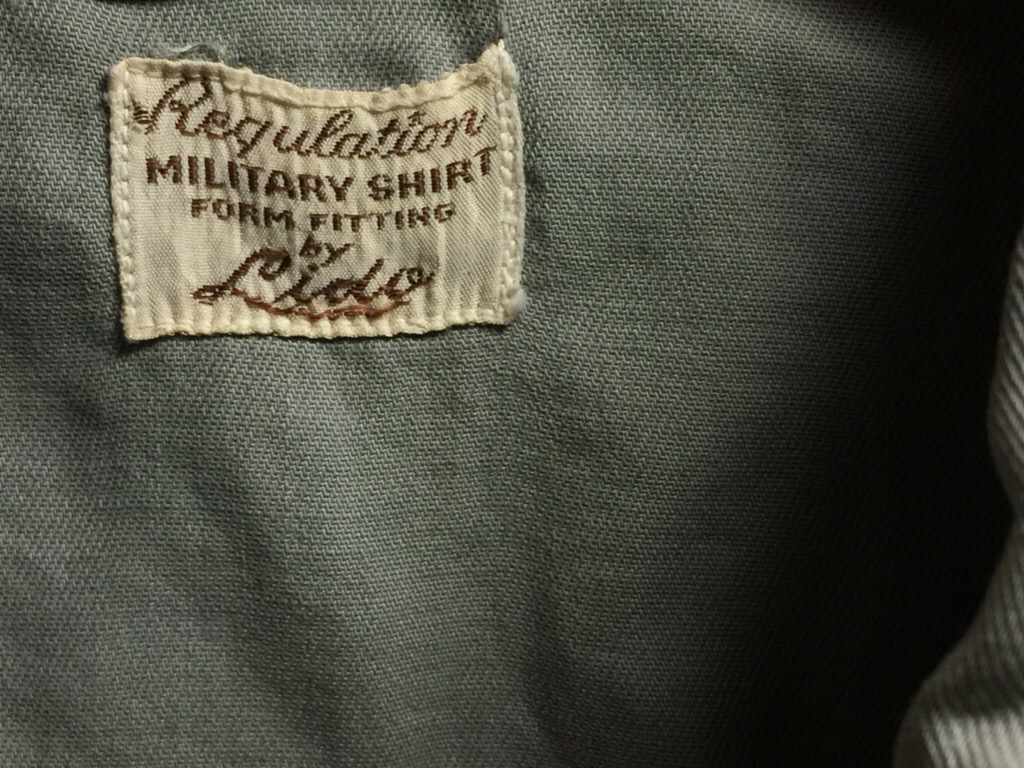 Regulation
MILITARY SHIRT
FORM FITTING
by
Lido